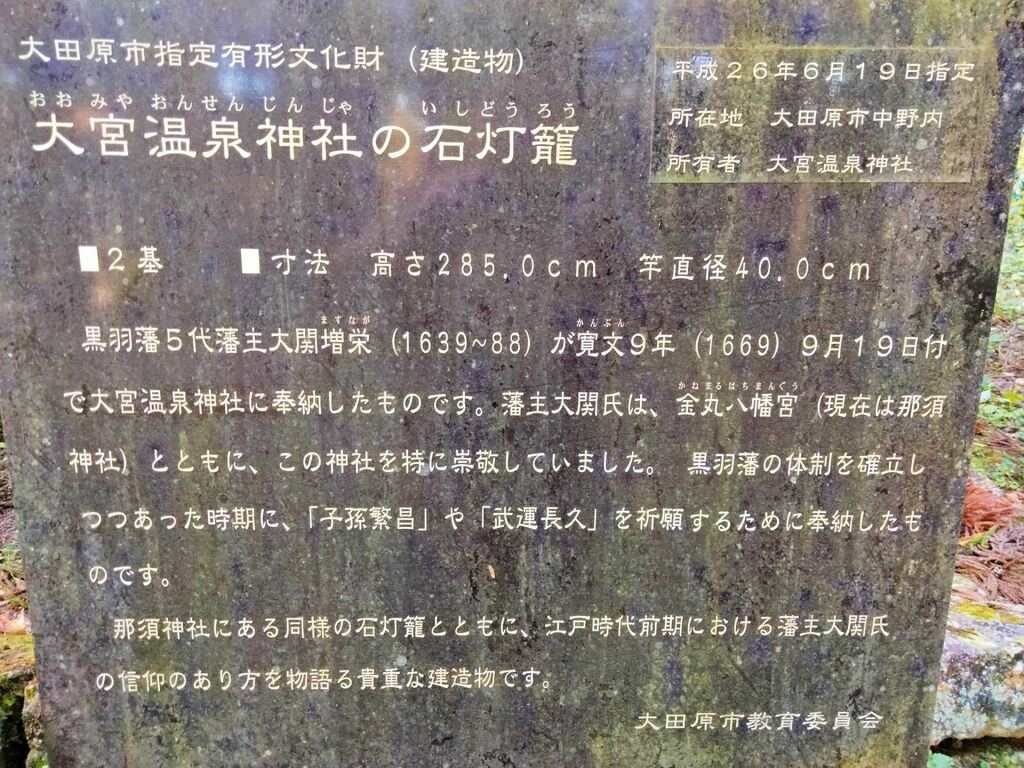 大田原市指定有形文化財（建造物）
おおみやおんせんじんじゃ　いしどうろう
大宮温泉神社の石灯籠
平成２６年６月１９日指定
所在地　大田原市中野内
所有者　大宮温泉神社
■２基　■寸法　高さ285.0cm　竿直径40.0cm
ますなが　かんぶん
黒羽藩５代藩主大関増栄（1639~88）が寛文９年（1669）９月１９日付
かねまるはちまんぐう
で大宮温泉神社に奉納したものです。藩主大関氏は、金丸八幡宮（現在は那須
神社）とともに、この神社を特に崇敬していました。　黒羽藩の体制を確立し
つつあった時期に、「子孫繁昌」や「武運長久」を祈願するために奉納したも
のです。
那須神社にある同様の石灯籠とともに、江戸時代前期における藩主大関氏
の信仰のあり方を物語る貴重な建造物です。
大田原市教育委員会